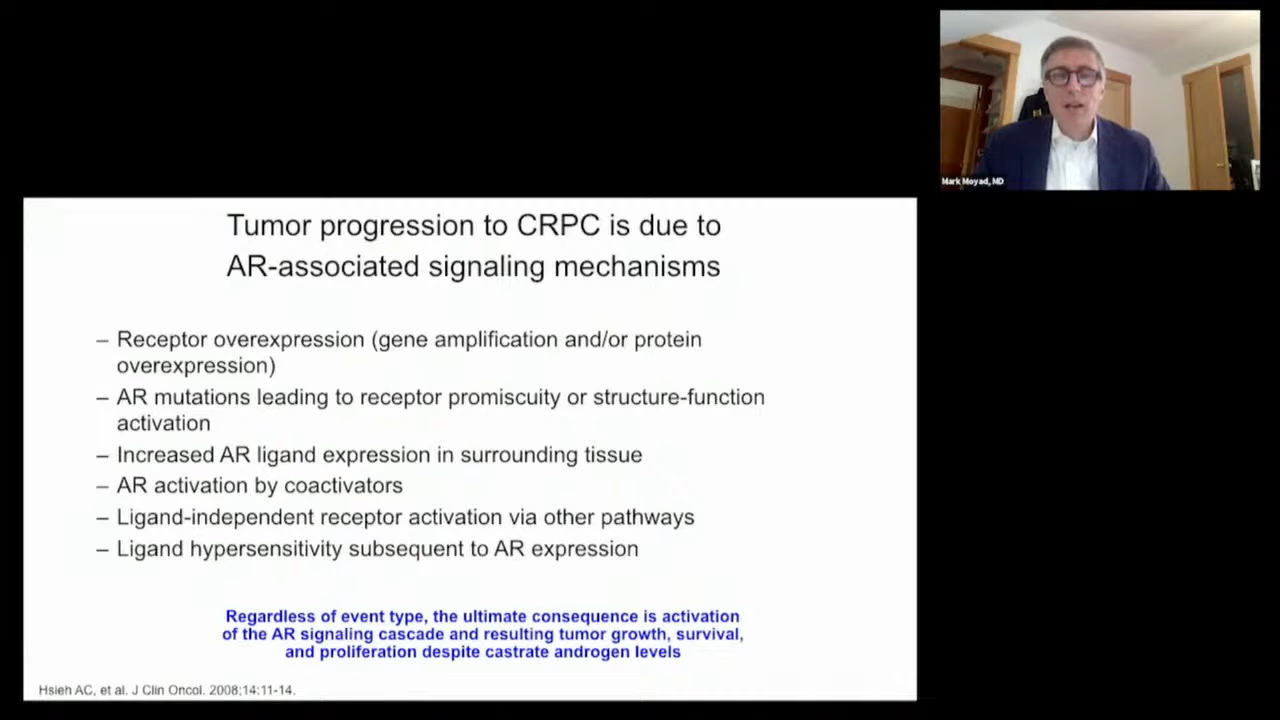 Mark Moyad, MD
Tumor progression to CRPC is due to
AR-associated signaling mechanisms
– Receptor overexpression (gene amplification and/or protein
overexpression)
– AR mutations leading to receptor promiscuity or structure-function
activation
– Increased AR ligand expression in surrounding tissue
– AR activation by coactivators
– Ligand-independent receptor activation via other pathways
– Ligand hypersensitivity subsequent to AR expression
Regardless of event type, the ultimate consequence is activation
of the AR signaling cascade and resulting tumor growth, survival,
and proliferation despite castrate androgen levels
Hsieh AC, et al. J Clin Oncol. 2008;14:11-14.